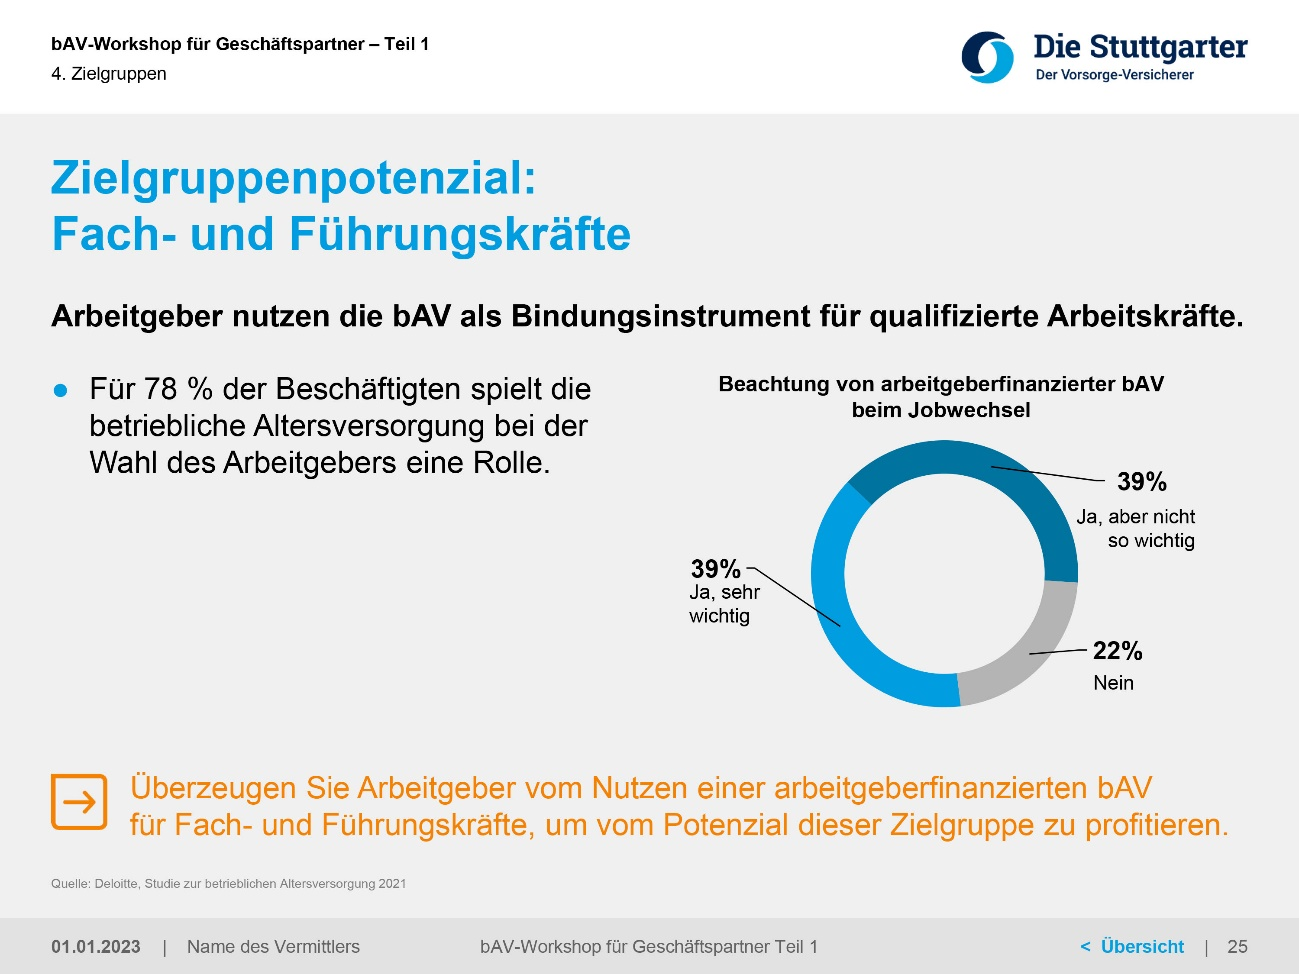 bAV-Workshop für Geschäftspartner – Teil 1
4. Zielgruppen
Die Stuttgarter
Der Vorsorge-Versicherer
Zielgruppenpotenzial:
Fach- und Führungskräfte
Arbeitgeber nutzen die bAV als Bindungsinstrument für qualifizierte Arbeitskräfte.
● Für 78 % der Beschäftigten spielt die
betriebliche Altersversorgung bei der
Wahl des Arbeitgebers eine Rolle.
Beachtung von arbeitgeberfinanzierter bAV
beim Jobwechsel
39%
Ja, aber nicht
so wichtig
39%
Ja, sehr
wichtig
22%
Nein
Überzeugen Sie Arbeitgeber vom Nutzen einer arbeitgeberfinanzierten bAV
für Fach- und Führungskräfte, um vom Potenzial dieser Zielgruppe zu profitieren.
Quelle: Deloitte, Studie zur betrieblichen Altersversorgung 2021
01.01.2023 | Name des Vermittlers bAV-Workshop für Geschäftspartner Teil 1 < Übersicht | 25